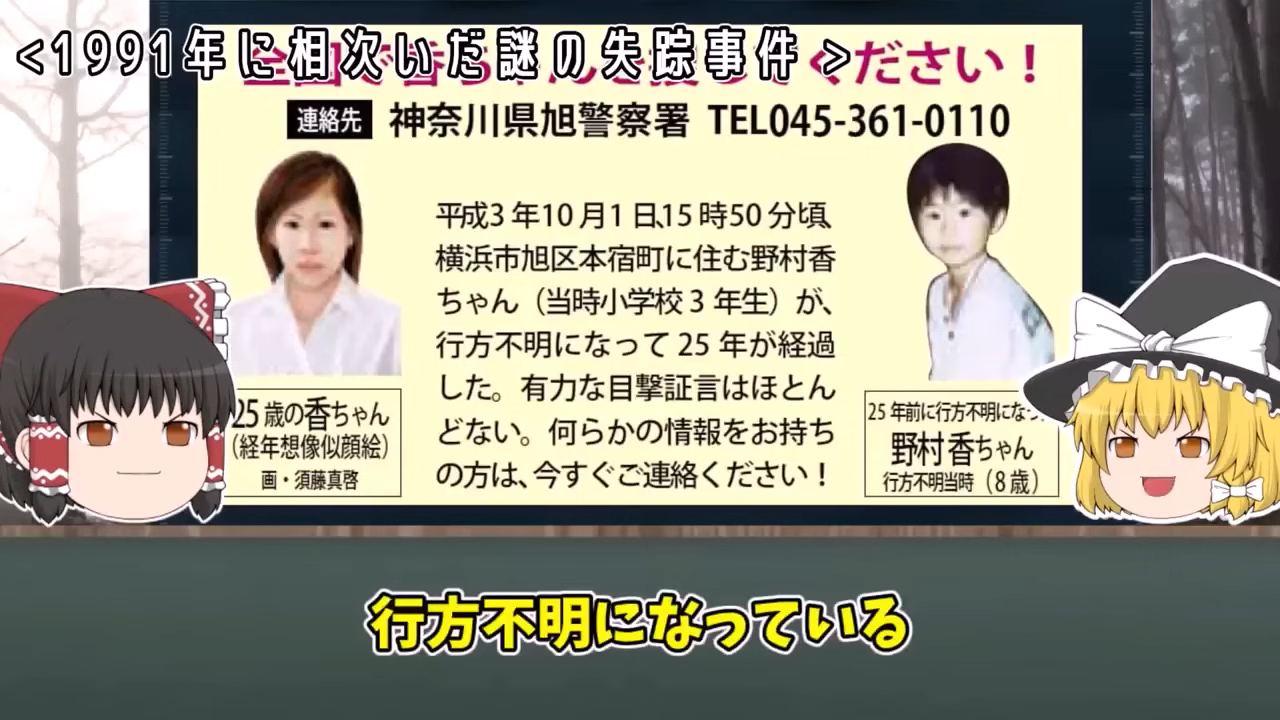 <1991年に相次いだ謎の失踪事件 >
ください！
連絡先 神奈川県旭警察署 TEL045-361-0110
平成3年10月1日、15時50分頃、
横浜市旭区本宿町に住む野村香
ちゃん（当時小学校3年生）が、
行方不明になって25年が経過
した。有力な目撃証言はほとん
どない。何らかの情報をお持ち
の方は、今すぐご連絡ください！
25歳の香ちゃん
（経年想像似顔絵）
画・須藤真啓
25年前に行方不明になっ
野村香ちゃん
行方不明当時（8歳）
行方不明になっている